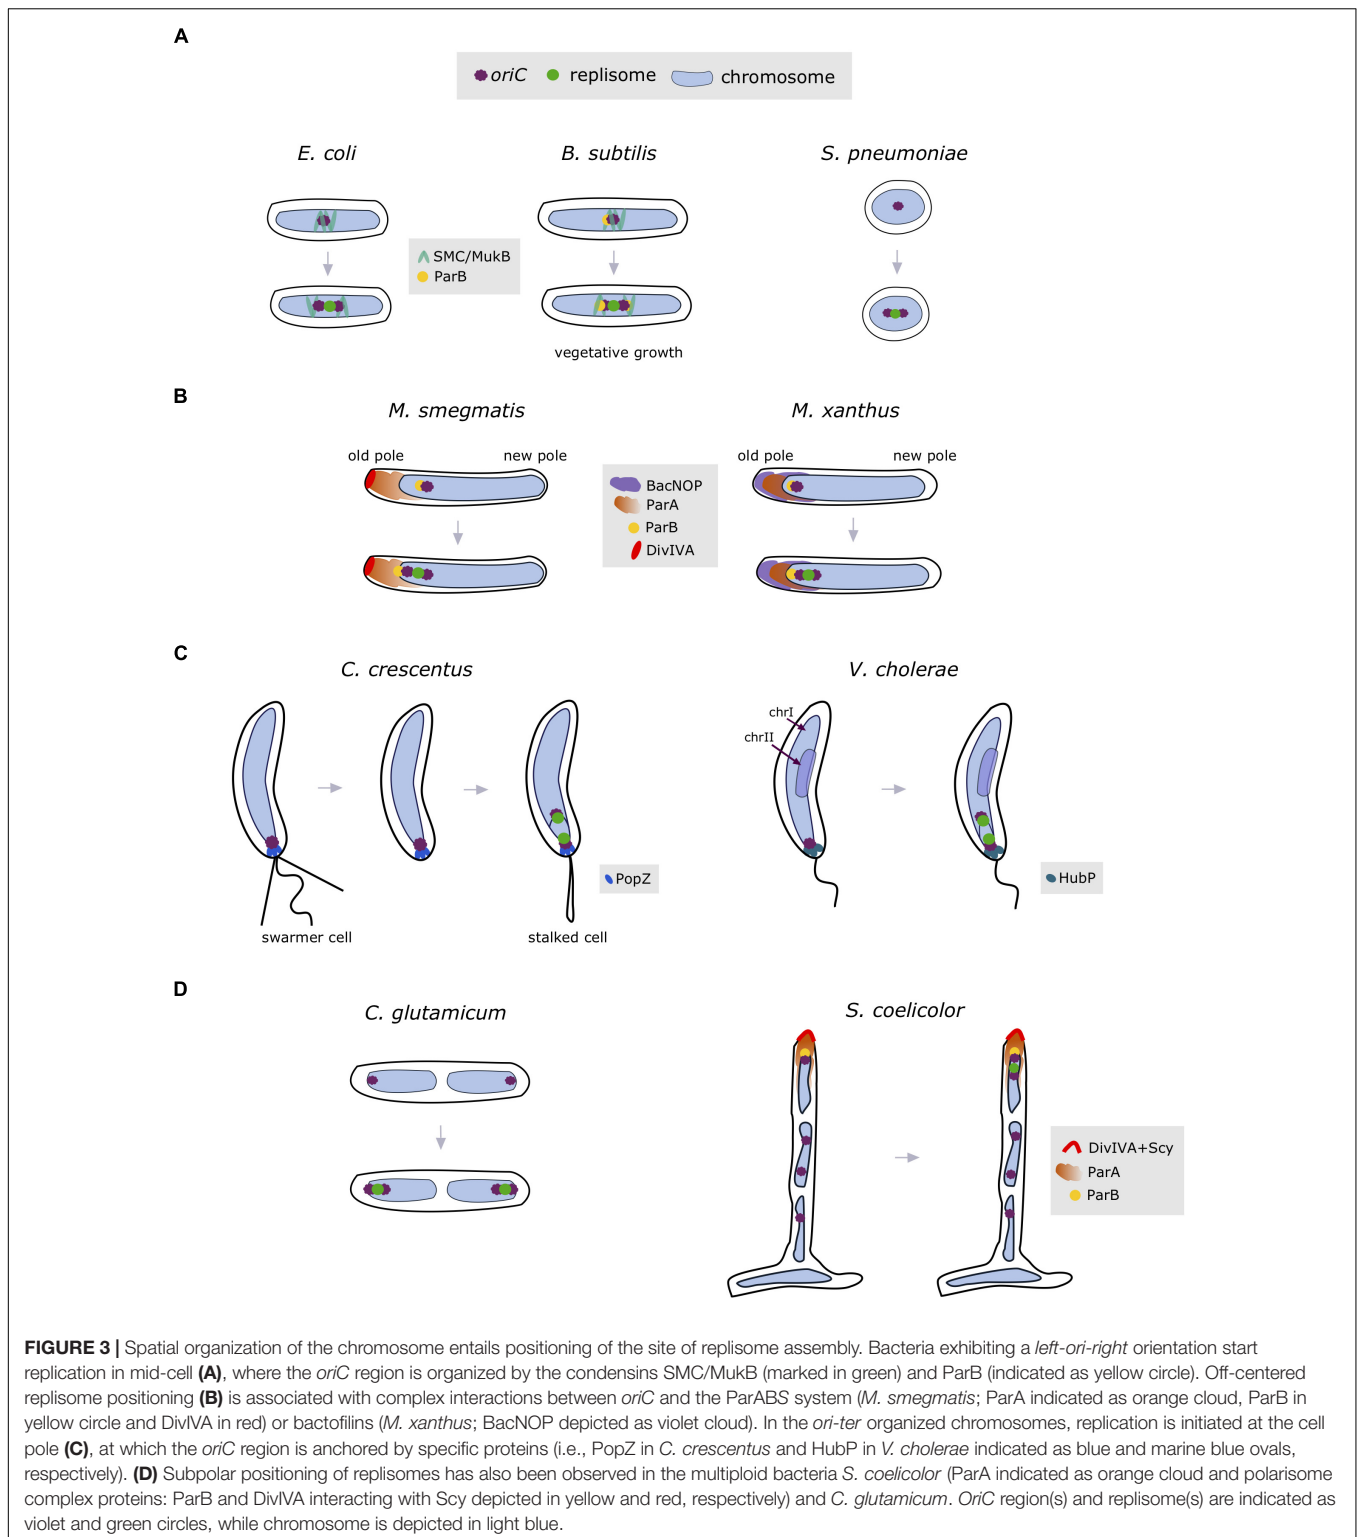 A
oriC replisome chromosome
E. coli B. subtilis S. pneumoniae
SMC/MukB
ParB
vegetative growth
B
M. smegmatis M. xanthus
old pole new pole old pole new pole
BacNOP
ParA
ParB
DivIVA
C
C. crescentus V. cholerae
chrI
chrII
PopZ HubP
swarmer cell stalked cell
D
C. glutamicum S. coelicolor
DivIVA+Scy
ParA
ParB
FIGURE 3 | Spatial organization of the chromosome entails positioning of the site of replisome assembly. Bacteria exhibiting a left-ori-right orientation start
replication in mid-cell (A), where the oriC region is organized by the condensins SMC/MukB (marked in green) and ParB (indicated as yellow circle). Off-centered
replisome positioning (B) is associated with complex interactions between oriC and the ParABS system (M. smegmatis; ParA indicated as orange cloud, ParB in
yellow circle and DivIVA in red) or bactofilins (M. xanthus; BacNOP depicted as violet cloud). In the ori-ter organized chromosomes, replication is initiated at the cell
pole (C), at which the oriC region is anchored by specific proteins (i.e., PopZ in C. crescentus and HubP in V. cholerae indicated as blue and marine blue ovals,
respectively). (D) Subpolar positioning of replisomes has also been observed in the multiploid bacteria S. coelicolor (ParA indicated as orange cloud and polarisome
complex proteins: ParB and DivIVA interacting with Scy depicted in yellow and red, respectively) and C. glutamicum. OriC region(s) and replisome(s) are indicated as
violet and green circles, while chromosome is depicted in light blue.